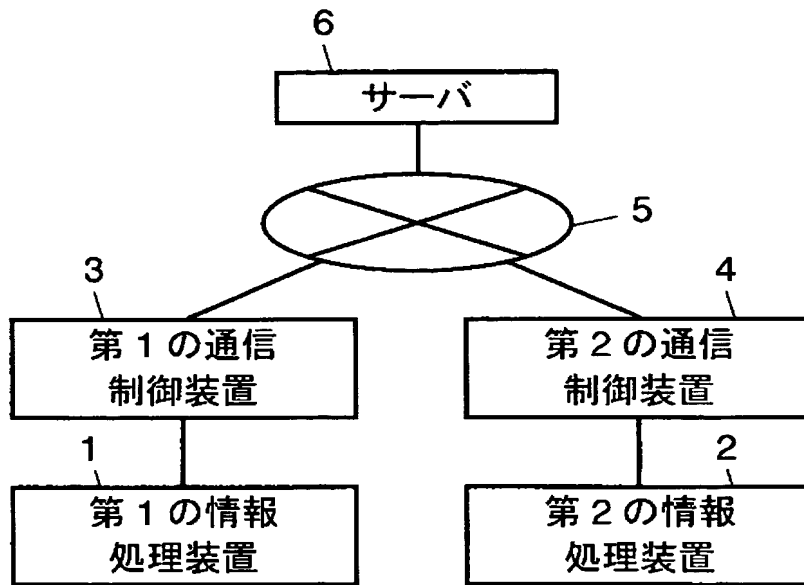 6
サーバ
5
3
4
第1の通信
制御装置
第2の通信
制御装置
1
2
第1の情報
処理装置
第2の情報
処理装置